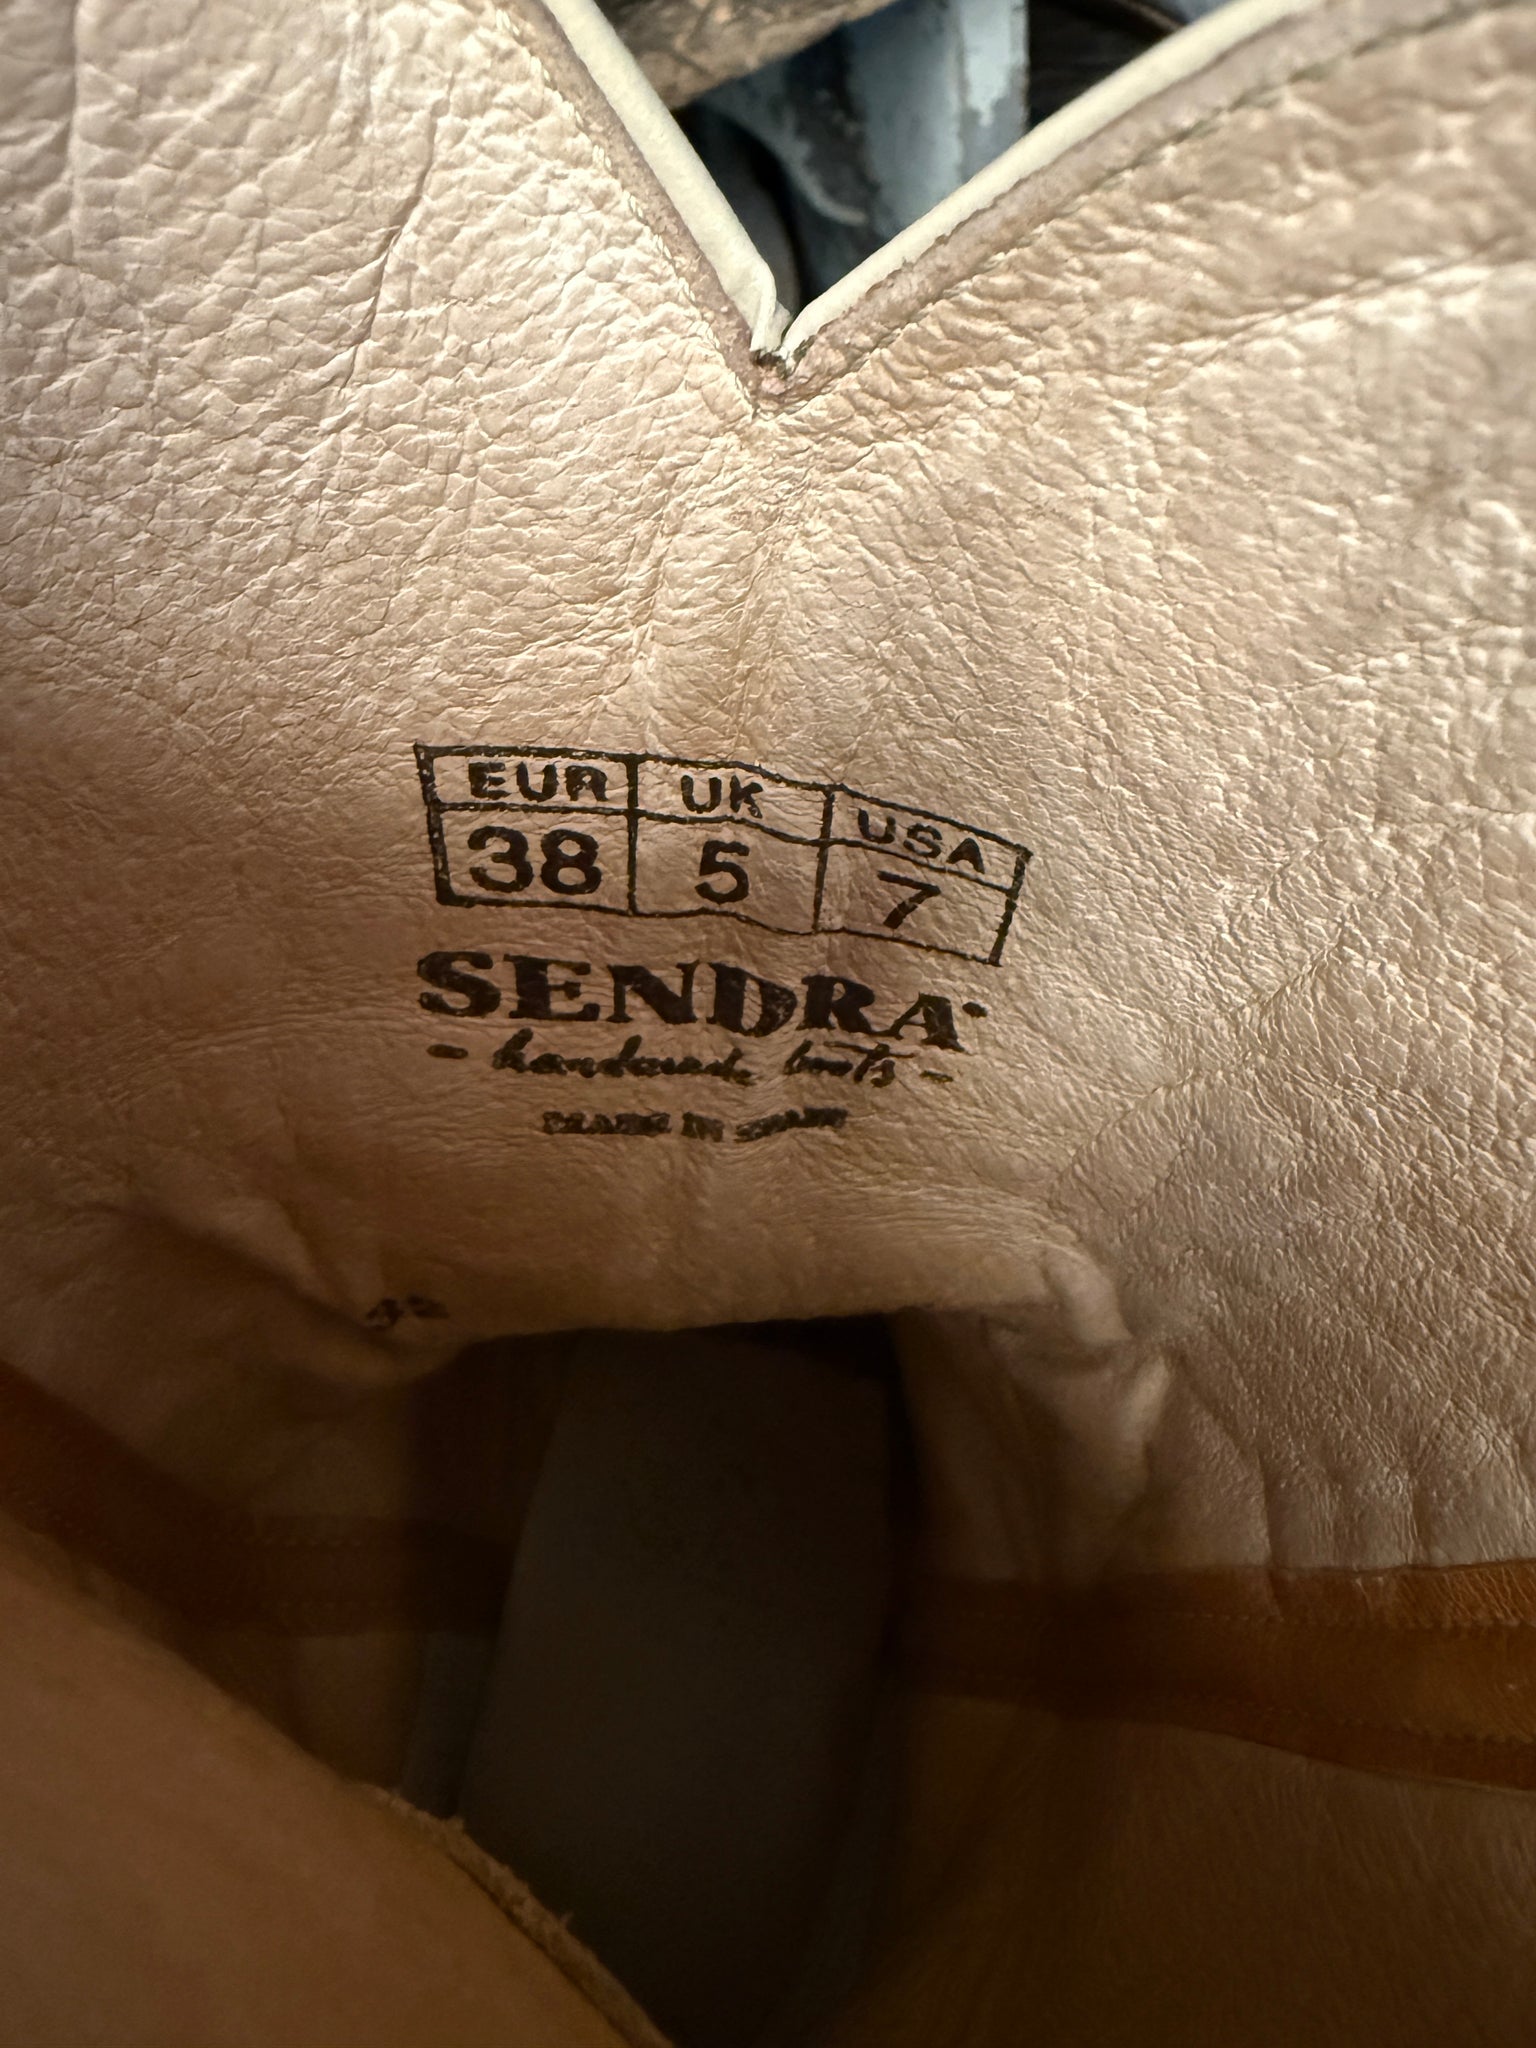 EUR UK USA
38 5 7
SENDRA
- handmade boots -
MADE IN SPAIN